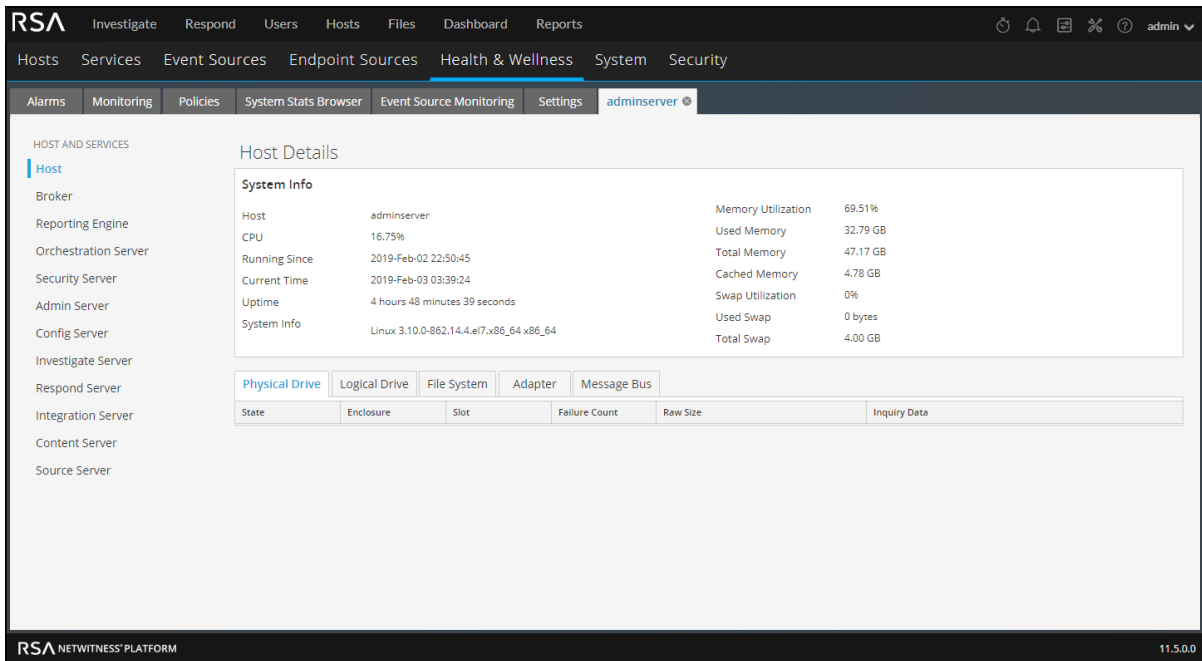 RSA Investigate Respond Users Hosts Files Dashboard Reports admin
Hosts Services Event Sources Endpoint Sources Health & Wellness System Security
Alarms Monitoring Policies System Stats Browser Event Source Monitoring Settings adminserver
HOST AND SERVICES
Host
Broker
Reporting Engine
Orchestration Server
Security Server
Admin Server
Config Server
Investigate Server
Respond Server
Integration Server
Content Server
Source Server
Host Details
System Info
Host adminserver
CPU 16.75%
Running Since 2019-Feb-02 22:50:45
Current Time 2019-Feb-03 03:39:24
Uptime 4 hours 48 minutes 39 seconds
System Info Linux 3.10.0-862.14.4.el7.x86_64 x86_64
Memory Utilization 69.51%
Used Memory 32.79 GB
Total Memory 47.17 GB
Cached Memory 4.78 GB
Swap Utilization 0%
Used Swap 0 bytes
Total Swap 4.00 GB
Physical Drive Logical Drive File System Adapter Message Bus
State Enclosure Slot Failure Count Raw Size Inquiry Data
RSA NETWITNESS® PLATFORM 11.5.0.0